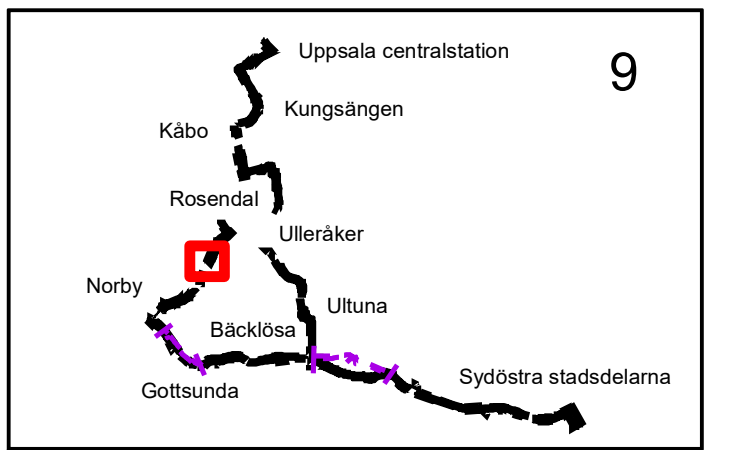 Uppsala centralstation
9
Kungsängen
Kåbo
Rosendal
Ulleråker
Norby
Ultuna
Bäcklösa
Sydöstra stadsdelarna
Gottsunda